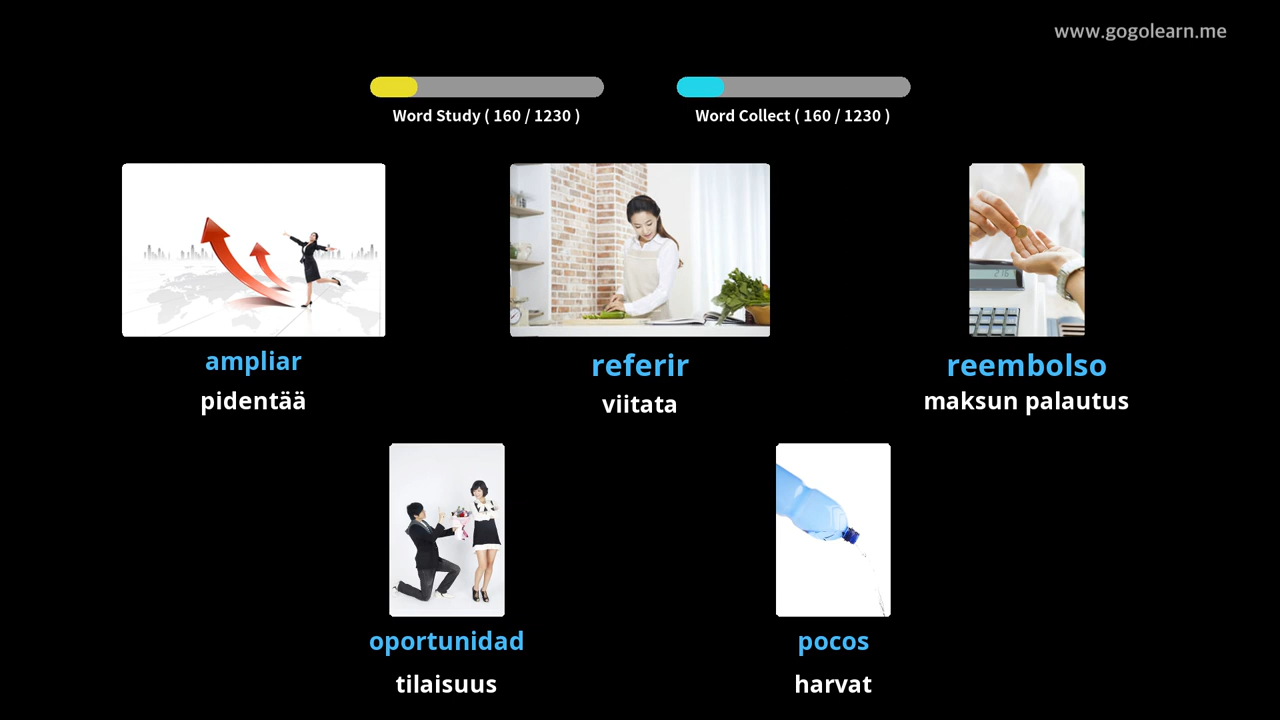 www.gogolearn.me
Word Study ( 160 / 1230 )
Word Collect ( 160 / 1230 )
ampliar
pidentää
referir
viitata
reembolso
maksun palautus
oportunidad
tilaisuus
pocos
harvat